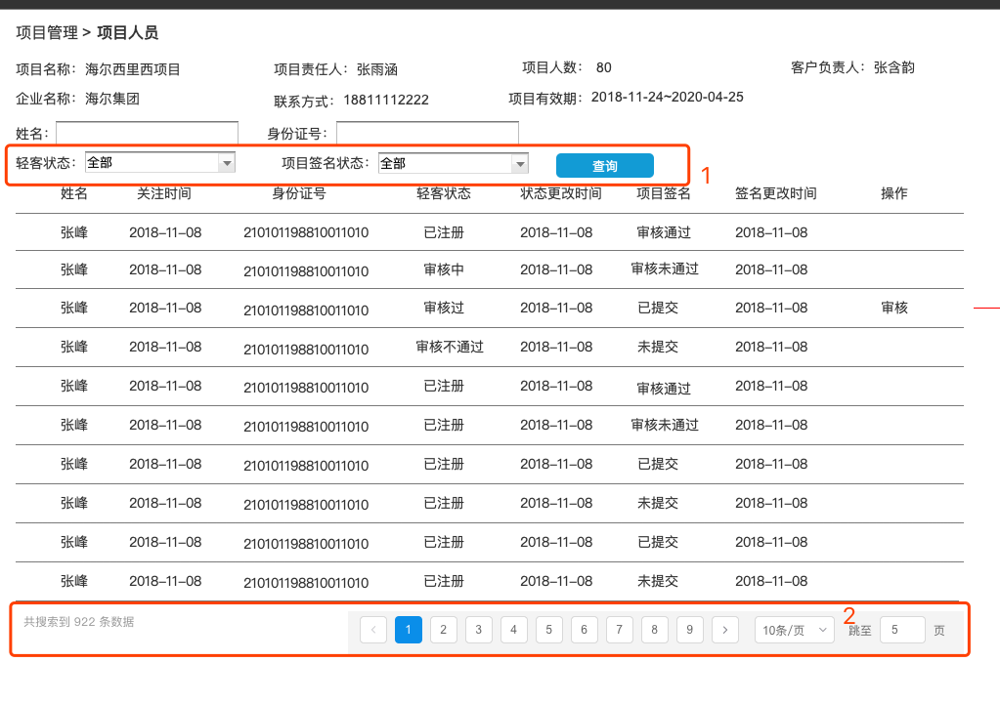 项目管理 > 项目人员
项目名称： 海尔西里西项目 项目责任人： 张雨涵 项目人数： 80 客户负责人： 张含韵
企业名称： 海尔集团 联系方式： 18811112222 项目有效期： 2018-11-24~2020-04-25
姓名： 身份证号：
轻客状态： 全部 项目签名状态： 全部 查询 1
姓名 关注时间 身份证号 轻客状态 状态更改时间 项目签名 签名更改时间 操作
张峰 2018–11–08 210101198810011010 已注册 2018–11–08 审核通过 2018–11–08
张峰 2018–11–08 210101198810011010 审核中 2018–11–08 审核未通过 2018–11–08
张峰 2018–11–08 210101198810011010 审核过 2018–11–08 已提交 2018–11–08 审核
张峰 2018–11–08 210101198810011010 审核不通过 2018–11–08 未提交 2018–11–08
张峰 2018–11–08 210101198810011010 已注册 2018–11–08 审核通过 2018–11–08
张峰 2018–11–08 210101198810011010 已注册 2018–11–08 审核未通过 2018–11–08
张峰 2018–11–08 210101198810011010 已注册 2018–11–08 已提交 2018–11–08
张峰 2018–11–08 210101198810011010 已注册 2018–11–08 未提交 2018–11–08
张峰 2018–11–08 210101198810011010 已注册 2018–11–08 已提交 2018–11–08
张峰 2018–11–08 210101198810011010 已注册 2018–11–08 未提交 2018–11–08
共搜索到 922 条数据 < 1 2 3 4 5 6 7 8 9 > 10条/页 2 跳至 5 页